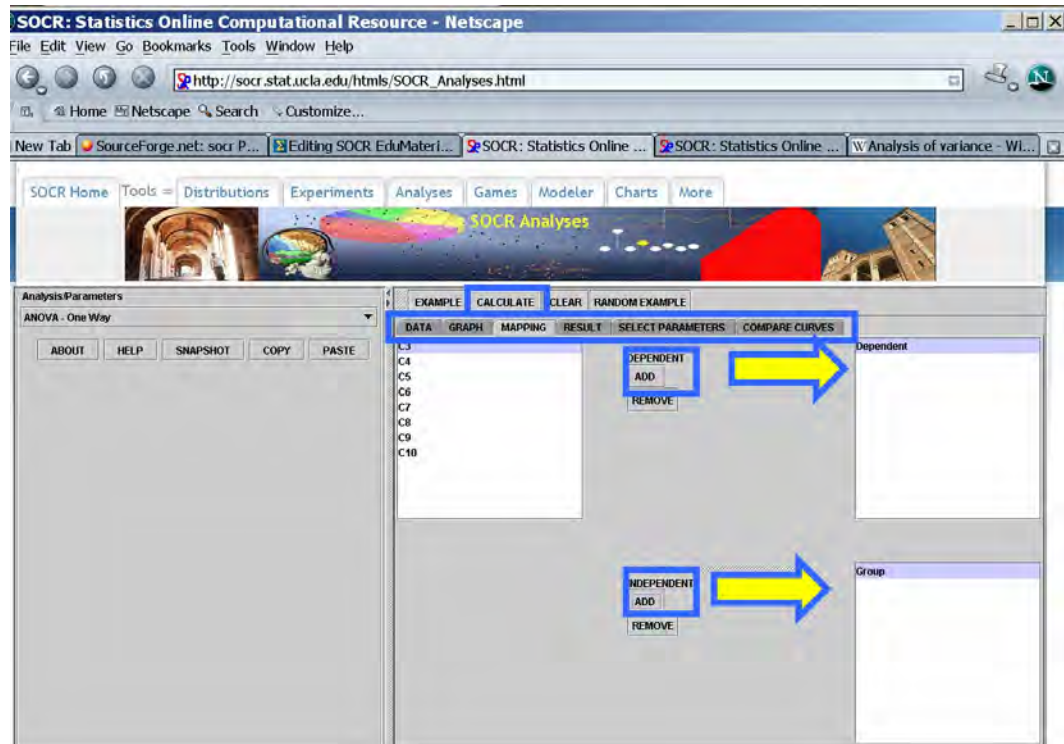 SOCR: Statistics Online Computational Resource - Netscape
File Edit View Go Bookmarks Tools Window Help
http://socr.stat.ucla.edu/htmls/SOCR_Analyses.html
Home Netscape Search Customize...
New Tab SourceForge.net: socr P... Editing SOCR EduMateri... SOCR: Statistics Online ... SOCR: Statistics Online ... Analysis of variance - Wi...
SOCR Home Tools = Distributions Experiments Analyses Games Modeler Charts More
SOCR Analyses
Analysis/Parameters
ANOVA - One Way
ABOUT HELP SNAPSHOT COPY PASTE
EXAMPLE CALCULATE CLEAR RANDOM EXAMPLE
DATA GRAPH MAPPING RESULT SELECT PARAMETERS COMPARE CURVES
C3
C4
C5
C6
C7
C8
C9
C10
DEPENDENT
ADD
REMOVE
Dependent
INDEPENDENT
ADD
REMOVE
Group